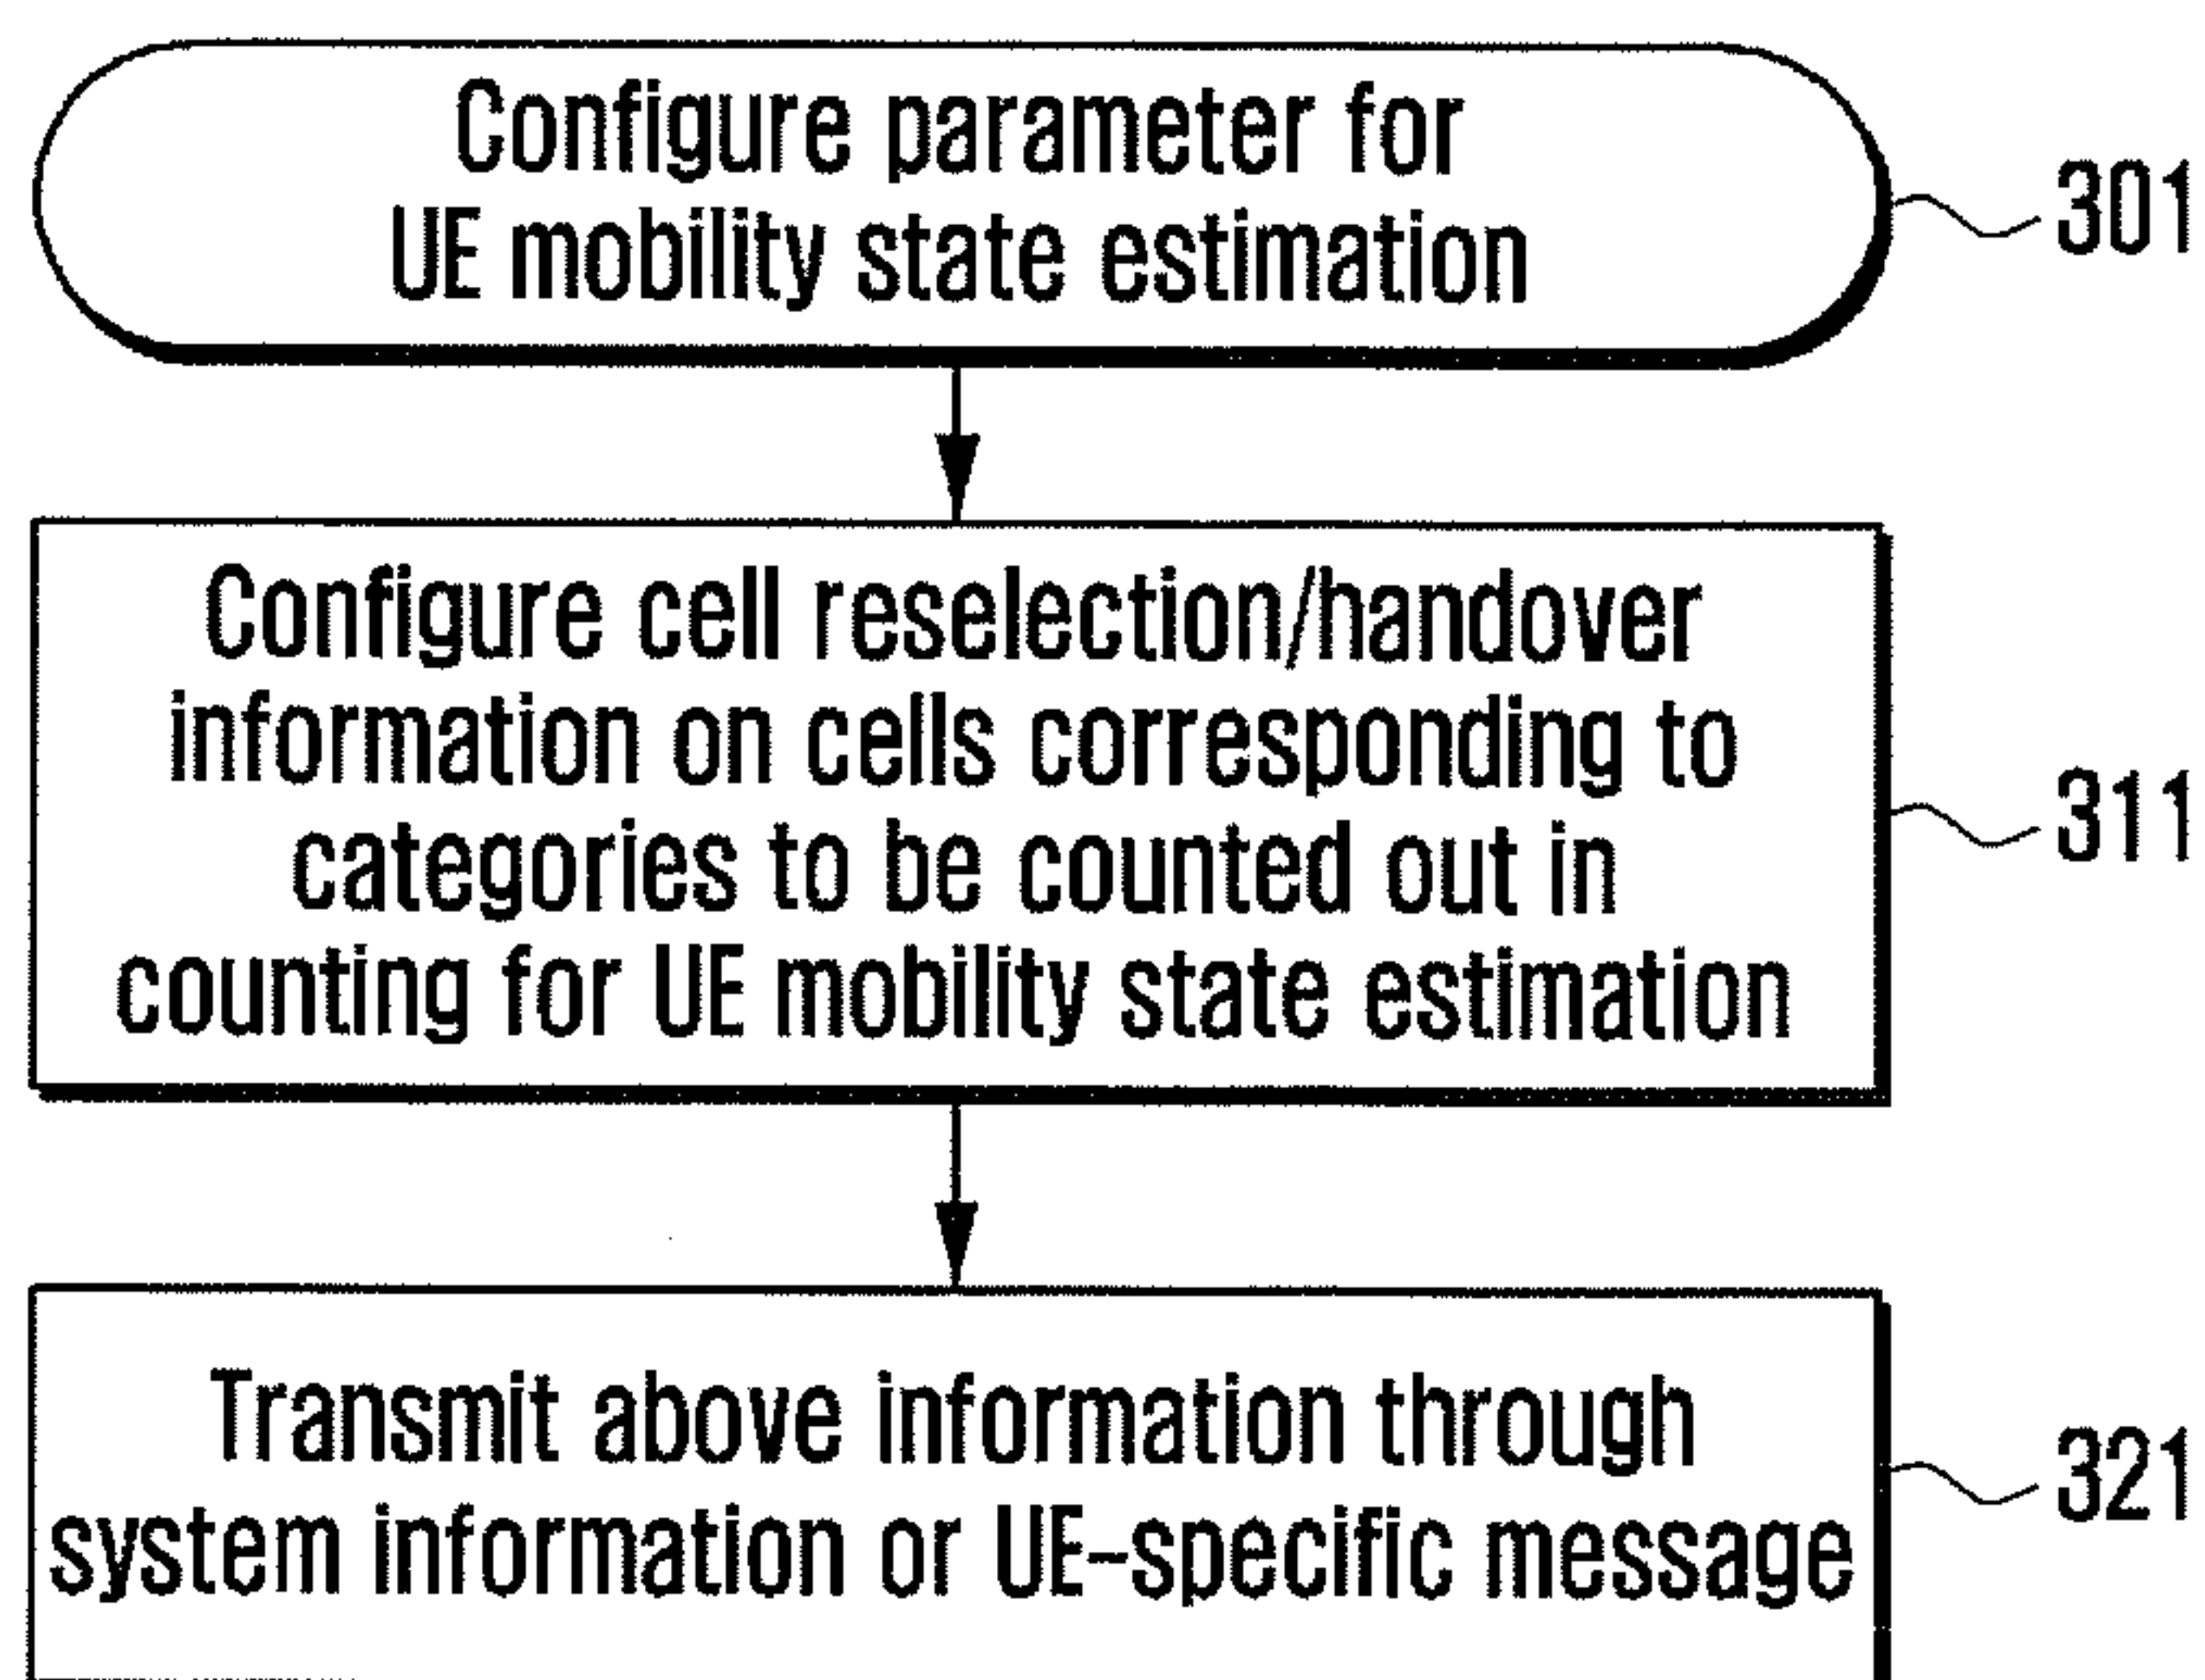 Configure parameter for
UE mobility state estimation
301
Configure cell reselection/handover
information on cells corresponding to
categories to be counted out in
counting for UE mobility state estimation
311
Transmit above information through
system information or UE-specific message
321